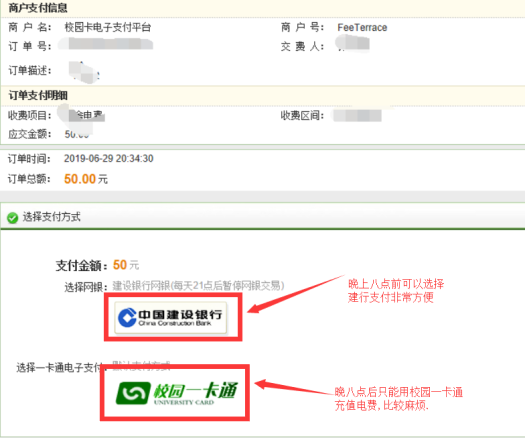 商户支付信息
商 户 名： 校园卡电子支付平台 商 户 号： FeeTerrace
订 单 号： 交 费 人：
订单描述：
订单支付明细
收费项目： 电费 收费区间：
应交金额： 50.00
订单时间： 2019-06-29 20:34:30
订单总额： 50.00 元
选择支付方式
支付金额：50 元
选择网银：建设银行网银(每天21点后暂停网银交易)
中国建设银行
China Construction Bank
晚上八点前可以选择
建行支付非常方便
选择一卡通电子支付：
校园一卡通
UNIVERSITY CARD
晚八点后只能用校园一卡通
充值电费,比较麻烦.